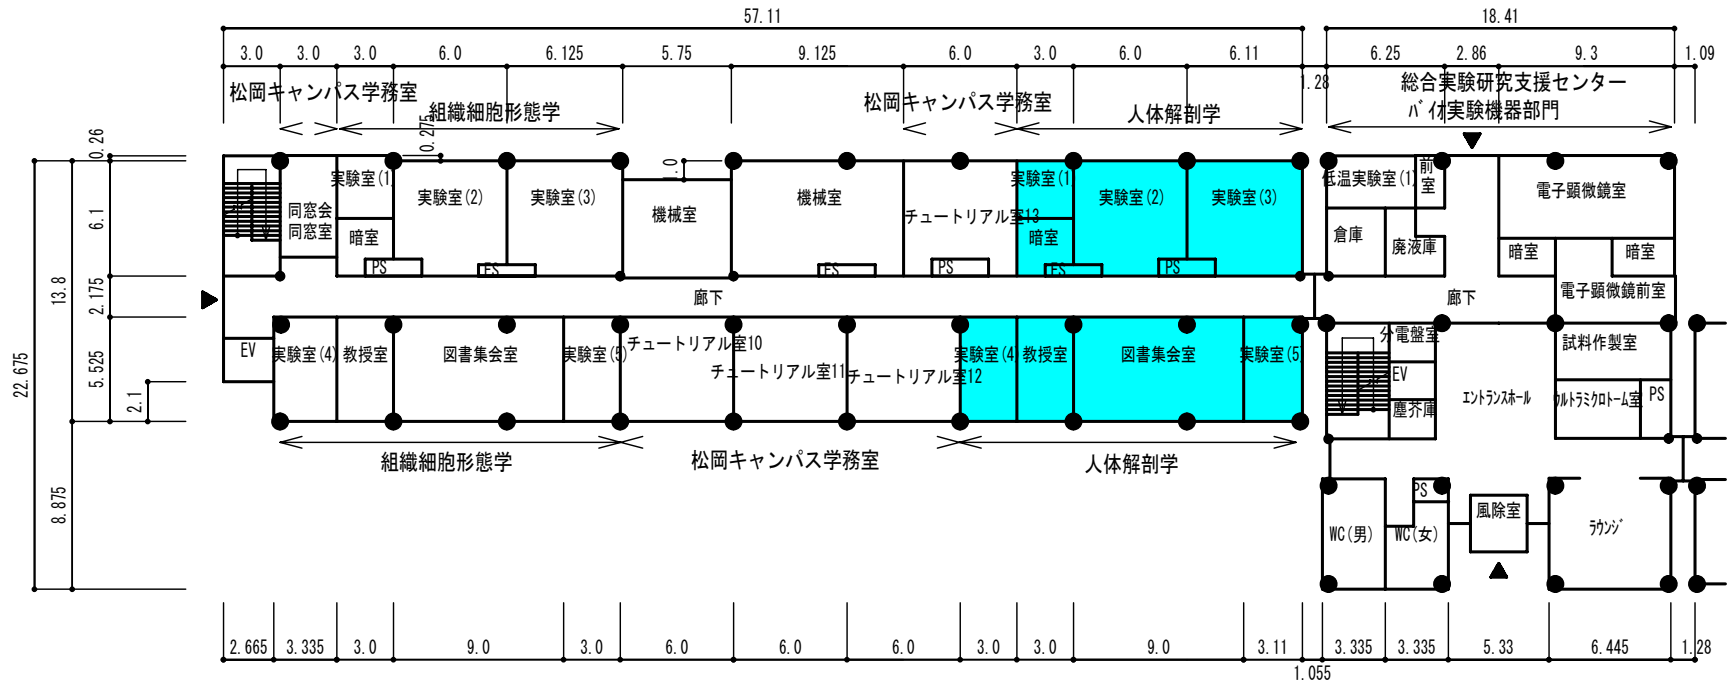 57.11
18.41
3.0
3.0
3.0
6.0
6.125
5.75
9.125
6.0
3.0
6.0
6.11
1.28
6.25
2.86
9.3
1.09
松岡キャンパス学務室
組織細胞形態学
松岡キャンパス学務室
人体解剖学
総合実験研究支援センター
バイオ実験機器部門
0.26
0.275
1.0
6.1
2.175
5.525
2.1
13.8
8.875
22.675
同窓会
同窓室
実験室(1)
暗室
実験室(2)
実験室(3)
機械室
機械室
チュートリアル室13
実験室(1)
暗室
実験室(2)
実験室(3)
PS
PS
PS
低温実験室(1)
前
室
電子顕微鏡室
倉庫
廃液庫
暗室
暗室
廊下
廊下
電子顕微鏡前室
EV
実験室(4)
教授室
図書集会室
実験室(5)
チュートリアル室10
チュートリアル室11
チュートリアル室12
実験室(4)
教授室
図書集会室
実験室(5)
分電盤室
EV
塵芥庫
エントランスホール
試料作製室
ウルトラミクロトーム室
PS
組織細胞形態学
松岡キャンパス学務室
人体解剖学
WC(男)
PS
WC(女)
風除室
ラウンジ
2.665
3.335
3.0
9.0
3.0
6.0
6.0
6.0
3.0
3.0
9.0
3.11
1.055
3.335
3.335
5.33
6.445
1.28